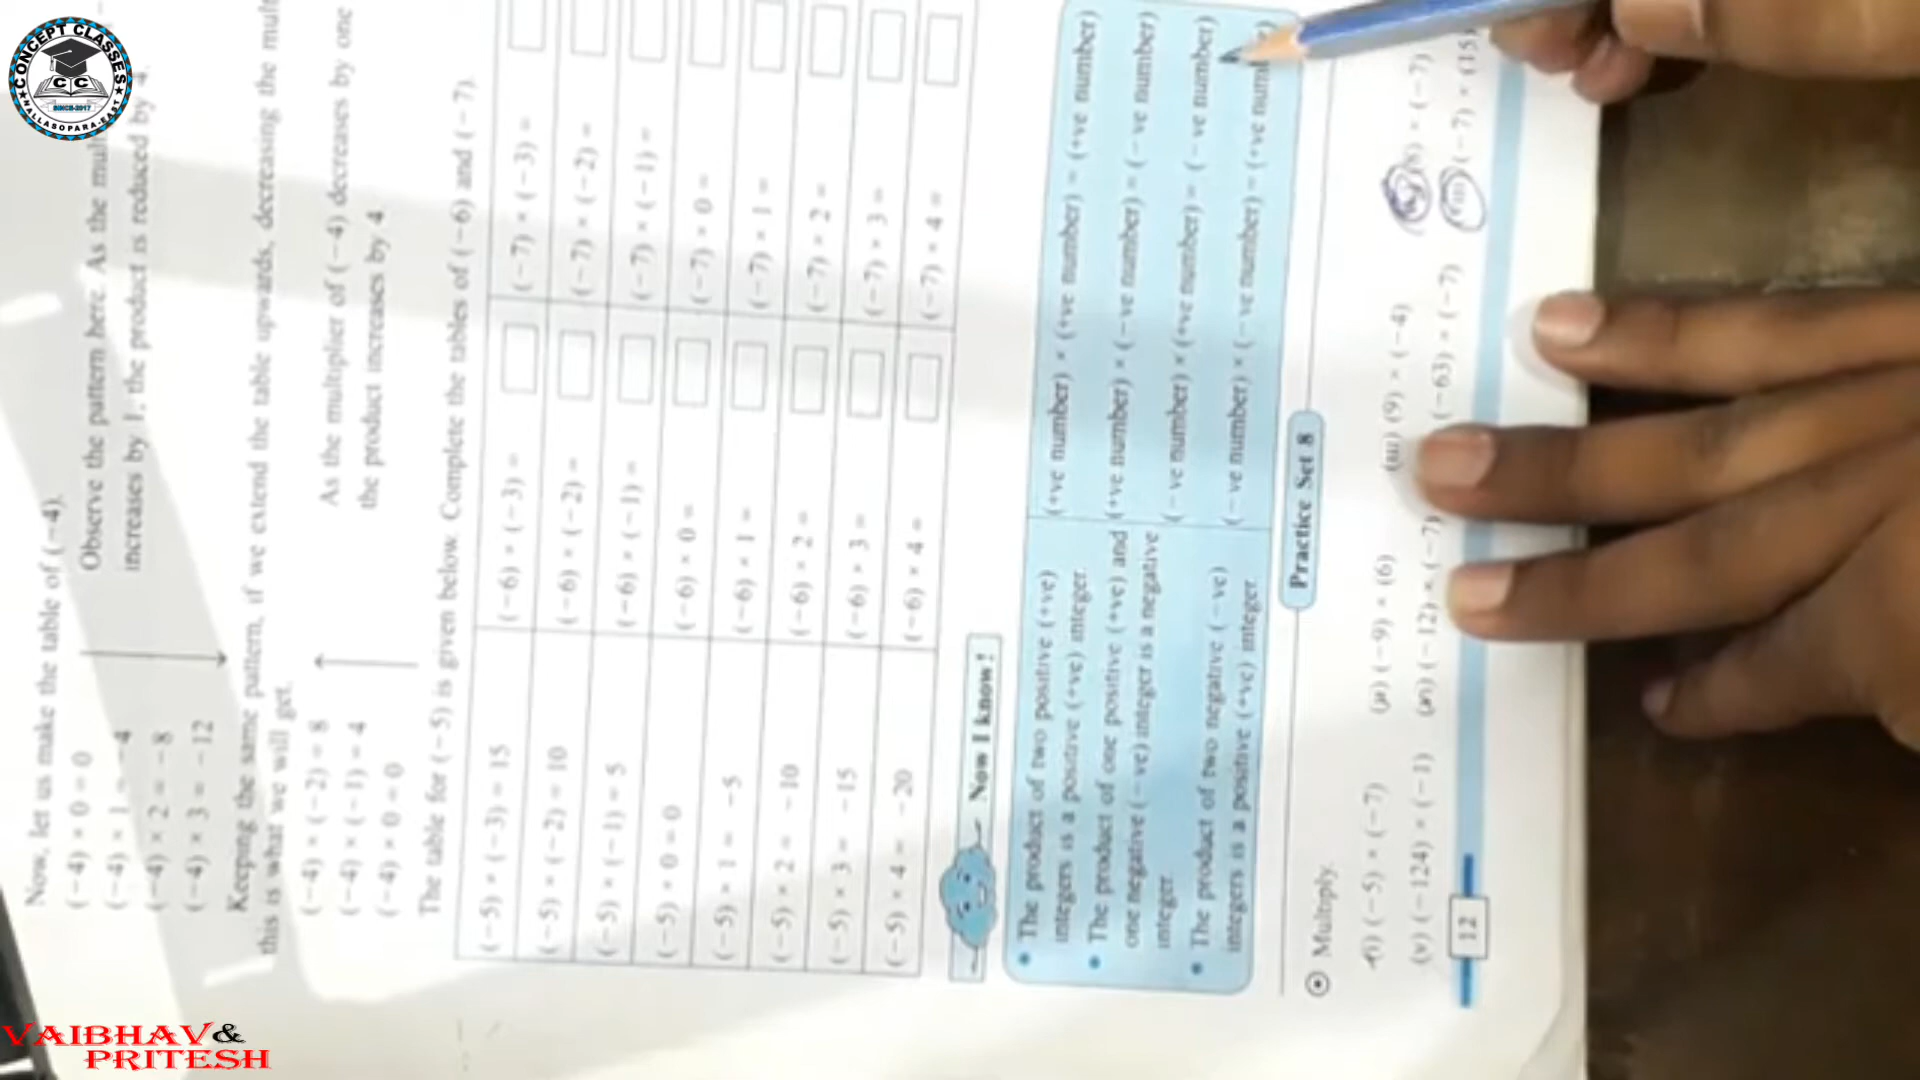 CONCEPT CLASSES
CC
SINCE-2017
NALLASOPARA-EAST
Now, let us make the table of (-4).
(-4) × 0 = 0
(-4) × 1 = -4
(-4) × 2 = -8
(-4) × 3 = -12
Observe the pattern here. As the
increases by 1, the product is reduced by 4.
Keeping the same pattern, if we extend the table upwards, decreasing the
this is what we will get.
(-4) × (-2) = 8
(-4) × (-1) = 4
(-4) × 0 = 0
As the multiplier of (-4) decreases by one
the product increases by 4.
The table for (-5) is given below. Complete the tables of (-6) and (-7).
(-5) × (-3) = 15 (-6) × (-3) = (-7) × (-3) =
(-5) × (-2) = 10 (-6) × (-2) = (-7) × (-2) =
(-5) × (-1) = 5 (-6) × (-1) = (-7) × (-1) =
(-5) × 0 = 0 (-6) × 0 = (-7) × 0 =
(-5) × 1 = -5 (-6) × 1 = (-7) × 1 =
(-5) × 2 = -10 (-6) × 2 = (-7) × 2 =
(-5) × 3 = -15 (-6) × 3 = (-7) × 3 =
(-5) × 4 = -20 (-6) × 4 = (-7) × 4 =
Now I know!
• The product of two positive (+ve)
integers is a positive (+ve) integer.
• The product of one positive (+ve) and
one negative (-ve) integer is a negative
integer.
• The product of two negative (-ve)
integers is a positive (+ve) integer.
(+ve number) × (+ve number) = (+ve number)
(+ve number) × (-ve number) = (-ve number)
(-ve number) × (+ve number) = (-ve number)
(-ve number) × (-ve number) = (+ve number)
Practice Set 8
Multiply.
(i) (-5) × (-7) (ii) (-9) × (6) (iii) (9) × (-4) (8) × (-7)
(v) (-124) × (-1) (vi) (-12) × (-7) (-63) × (-7) (viii) (-7) × (15)
12
VAIBHAV&
PRITESH